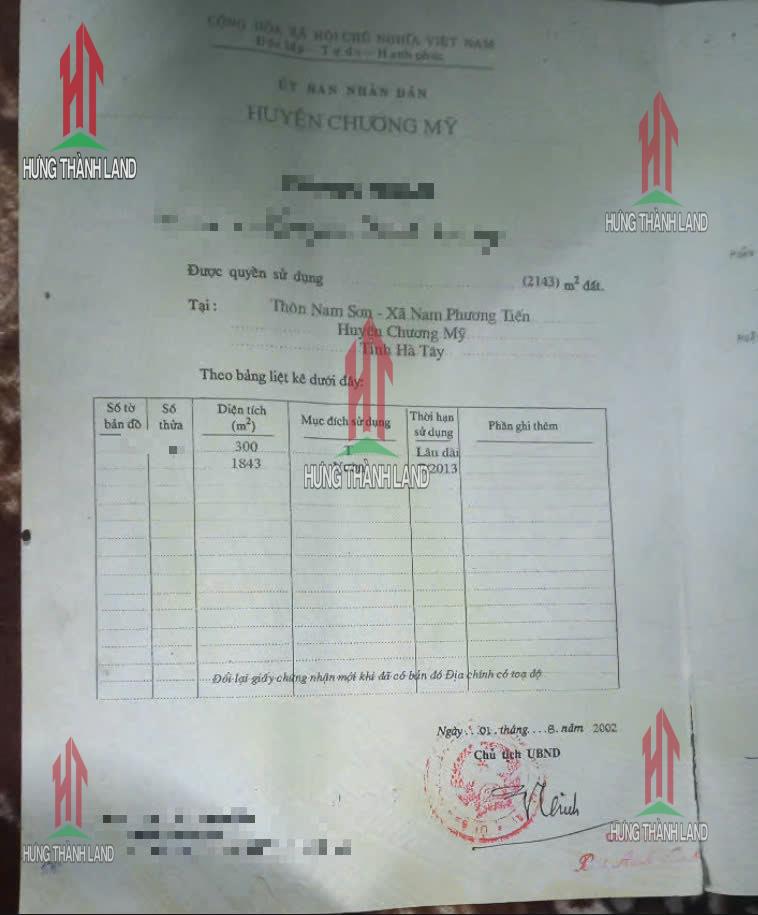 CỘNG HÒA XÃ HỘI CHỦ NGHĨA VIỆT NAM
Độc lập - Tự do - Hạnh phúc
ỦY BAN NHÂN DÂN
HUYỆN CHƯƠNG MỸ
HƯNG THÀNH LAND
HƯNG THÀNH LAND
Được quyền sử dụng (2143) m² đất.
Tại : Thôn Nam Sơn - Xã Nam Phương Tiến
Huyện Chương Mỹ
Tỉnh Hà Tây
Theo bảng liệt kê dưới đây:
Số tờ bản đồ Số thửa Diện tích (m²) Mục đích sử dụng Thời hạn sử dụng Phần ghi thêm
300 T Lâu dài
1843 2013
HƯNG THÀNH LAND
Đổi lại giấy chứng nhận mới khi đã có bản đồ Địa chính có toạ độ
Ngày 01 tháng 8 năm 2002
Chủ tịch UBND
HƯNG THÀNH LAND
HƯNG THÀNH LAND